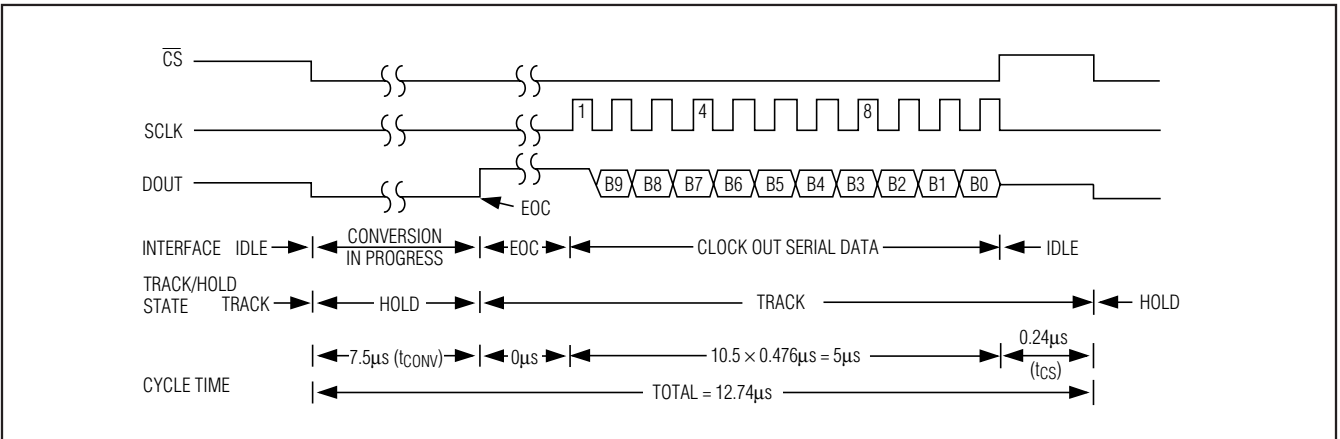 CS
SCLK
1 4 8
DOUT
B9 B8 B7 B6 B5 B4 B3 B2 B1 B0
EOC
INTERFACE IDLE CONVERSION IN PROGRESS EOC CLOCK OUT SERIAL DATA IDLE
TRACK/HOLD
STATE TRACK HOLD TRACK HOLD
7.5μs (tCONV) 0μs 10.5 × 0.476μs = 5μs 0.24μs (tCS)
CYCLE TIME
TOTAL = 12.74μs